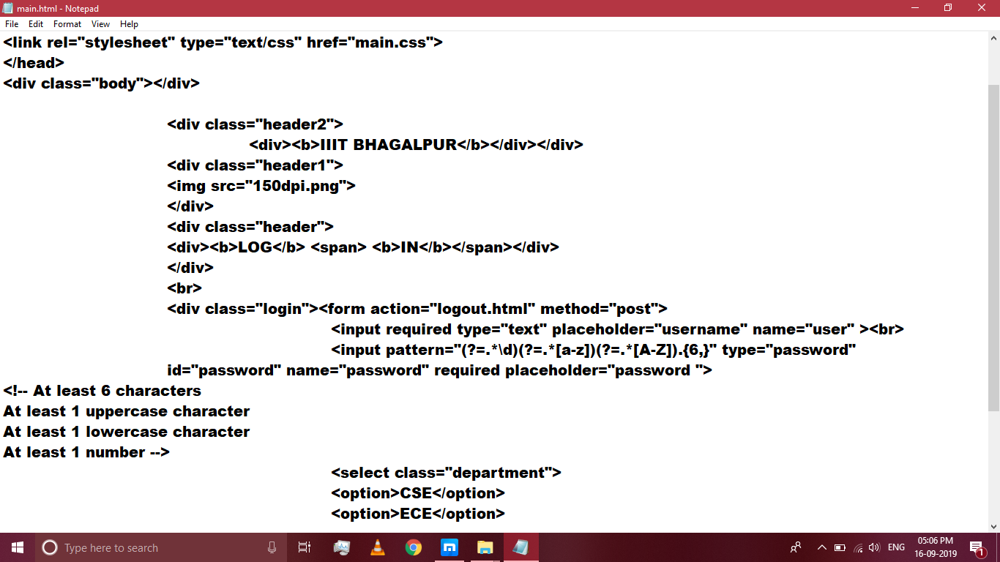 main.html - Notepad
File Edit Format View Help
<link rel="stylesheet" type="text/css" href="main.css">
</head>
<div class="body"></div>
<div class="header2">
<div><b>IIIT BHAGALPUR</b></div></div>
<div class="header1">
<img src="150dpi.png">
</div>
<div class="header">
<div><b>LOG</b> <span> <b>IN</b></span></div>
</div>
<br>
<div class="login"><form action="logout.html" method="post">
<input required type="text" placeholder="username" name="user" ><br>
<input pattern="(?=.*\d)(?=.*[a-z])(?=.*[A-Z]).{6,}" type="password"
id="password" name="password" required placeholder="password ">
<!-- At least 6 characters
At least 1 uppercase character
At least 1 lowercase character
At least 1 number -->
<select class="department">
<option>CSE</option>
<option>ECE</option>
Type here to search
ENG
05:06 PM
16-09-2019
1